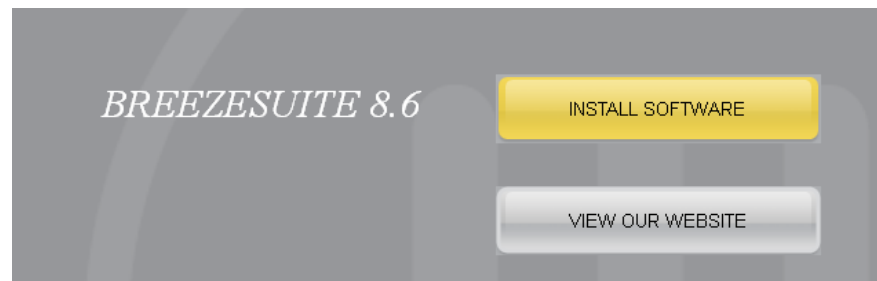 BREEZESUITE 8.6
INSTALL SOFTWARE
VIEW OUR WEBSITE